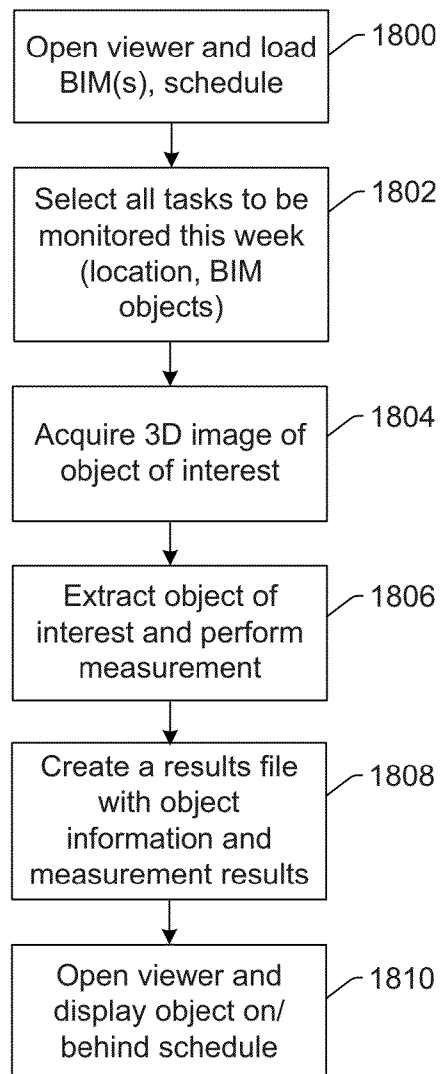 Open viewer and load
BIM(s), schedule
1800
Select all tasks to be
monitored this week
(location, BIM
objects)
1802
Acquire 3D image of
object of interest
1804
Extract object of
interest and perform
measurement
1806
Create a results file
with object
information and
measurement results
1808
Open viewer and
display object on/
behind schedule
1810